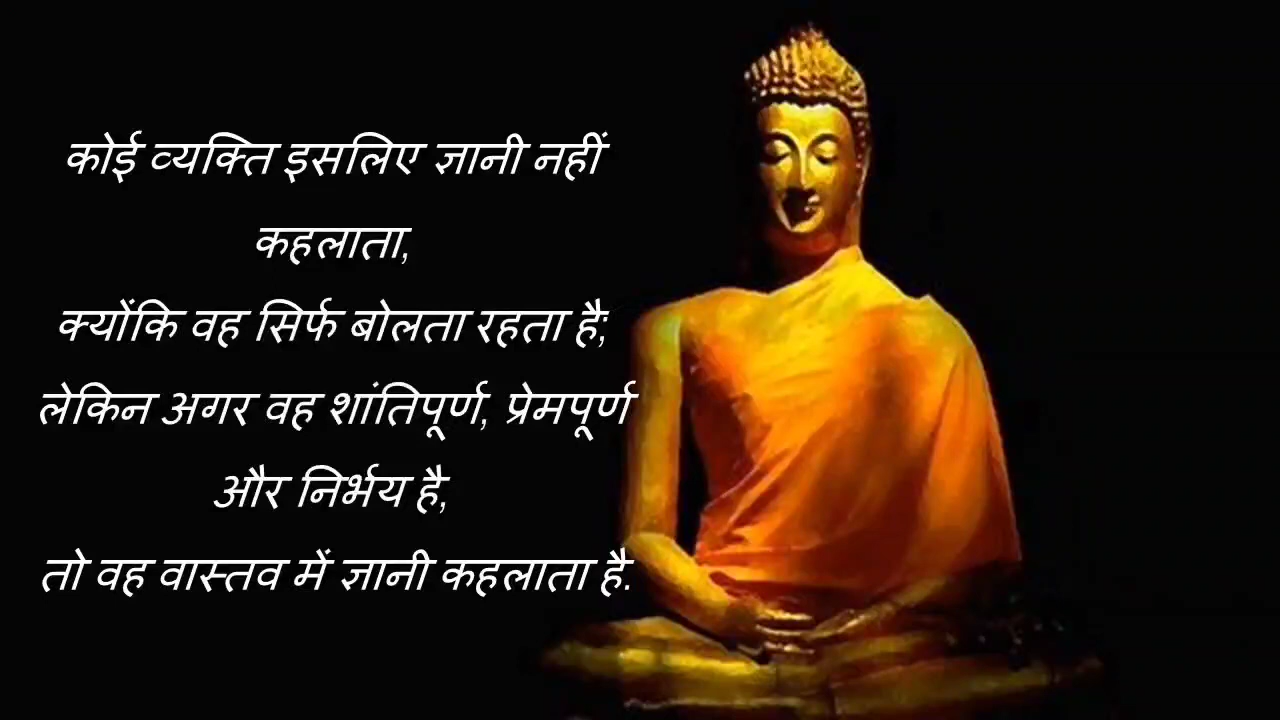 कोई व्यक्ति इसलिए ज्ञानी नहीं
कहलाता,
क्योंकि वह सिर्फ बोलता रहता है;
लेकिन अगर वह शांतिपूर्ण, प्रेमपूर्ण
और निर्भय है,
तो वह वास्तव में ज्ञानी कहलाता है.